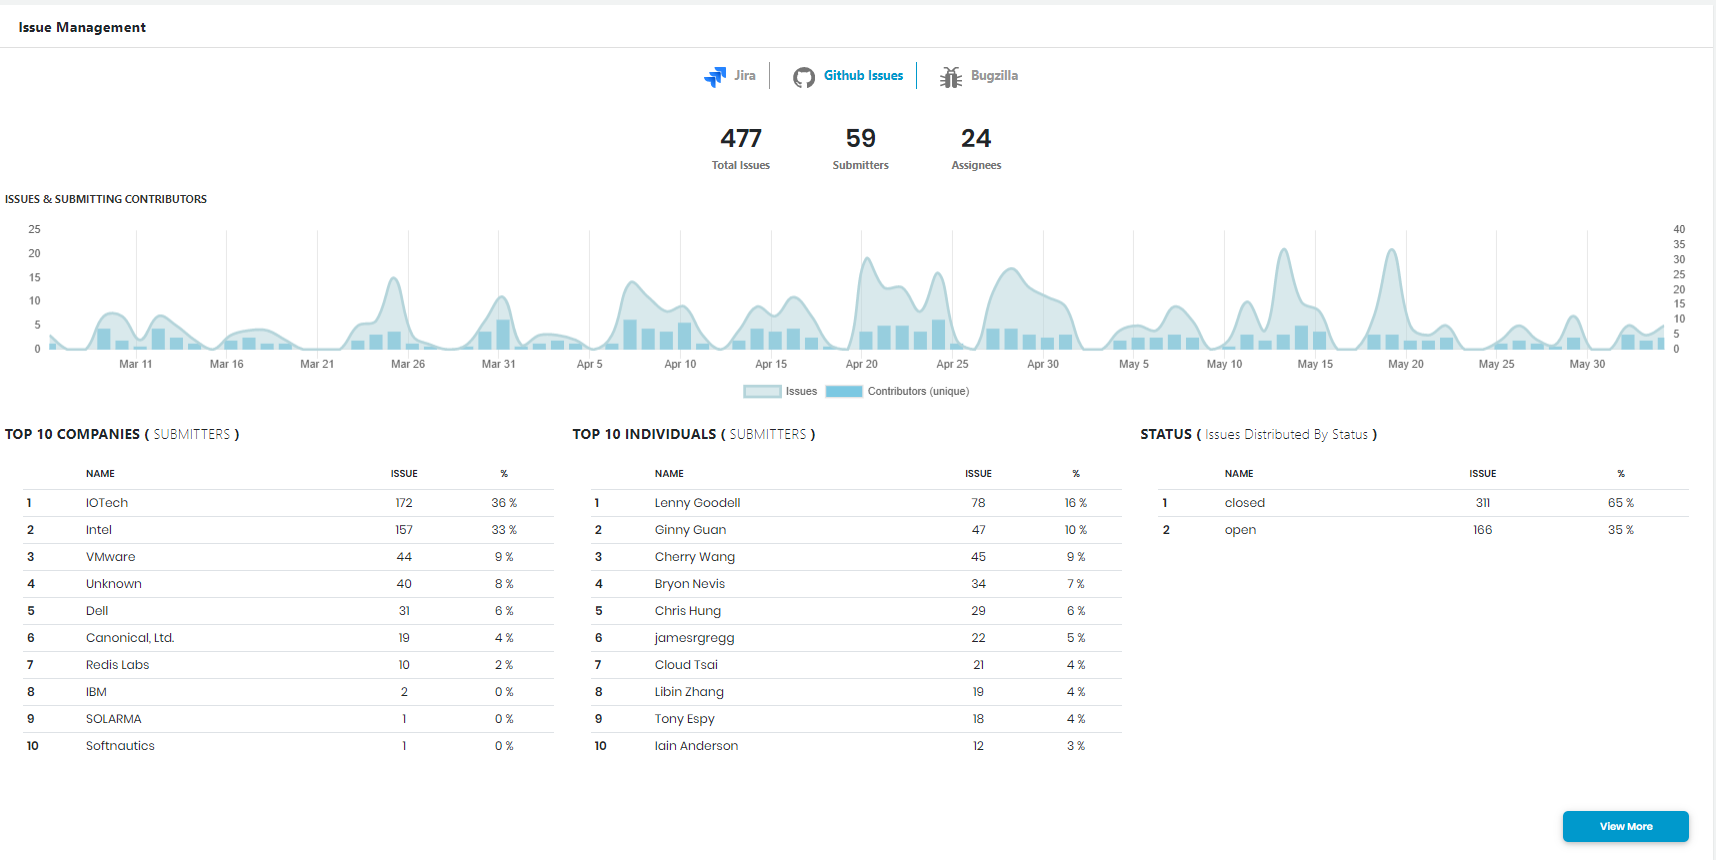 Issue Management
Jira Github Issues Bugzilla
477 59 24
Total Issues Submitters Assignees
ISSUES & SUBMITTING CONTRIBUTORS
25 40
35
20 30
15 25
20
10 15
5 10
5
0 0
Mar 11 Mar 16 Mar 21 Mar 26 Mar 31 Apr 5 Apr 10 Apr 15 Apr 20 Apr 25 Apr 30 May 5 May 10 May 15 May 20 May 25 May 30
Issues Contributors (unique)
TOP 10 COMPANIES ( SUBMITTERS )
NAME ISSUE %
1 IOTech 172 36 %
2 Intel 157 33 %
3 VMware 44 9 %
4 Unknown 40 8 %
5 Dell 31 6 %
6 Canonical, Ltd. 19 4 %
7 Redis Labs 10 2 %
8 IBM 2 0 %
9 SOLARMA 1 0 %
10 Softnautics 1 0 %
TOP 10 INDIVIDUALS ( SUBMITTERS )
NAME ISSUE %
1 Lenny Goodell 78 16 %
2 Ginny Guan 47 10 %
3 Cherry Wang 45 9 %
4 Bryon Nevis 34 7 %
5 Chris Hung 29 6 %
6 jamesrgregg 22 5 %
7 Cloud Tsai 21 4 %
8 Libin Zhang 19 4 %
9 Tony Espy 18 4 %
10 Iain Anderson 12 3 %
STATUS ( Issues Distributed By Status )
NAME ISSUE %
1 closed 311 65 %
2 open 166 35 %
View More